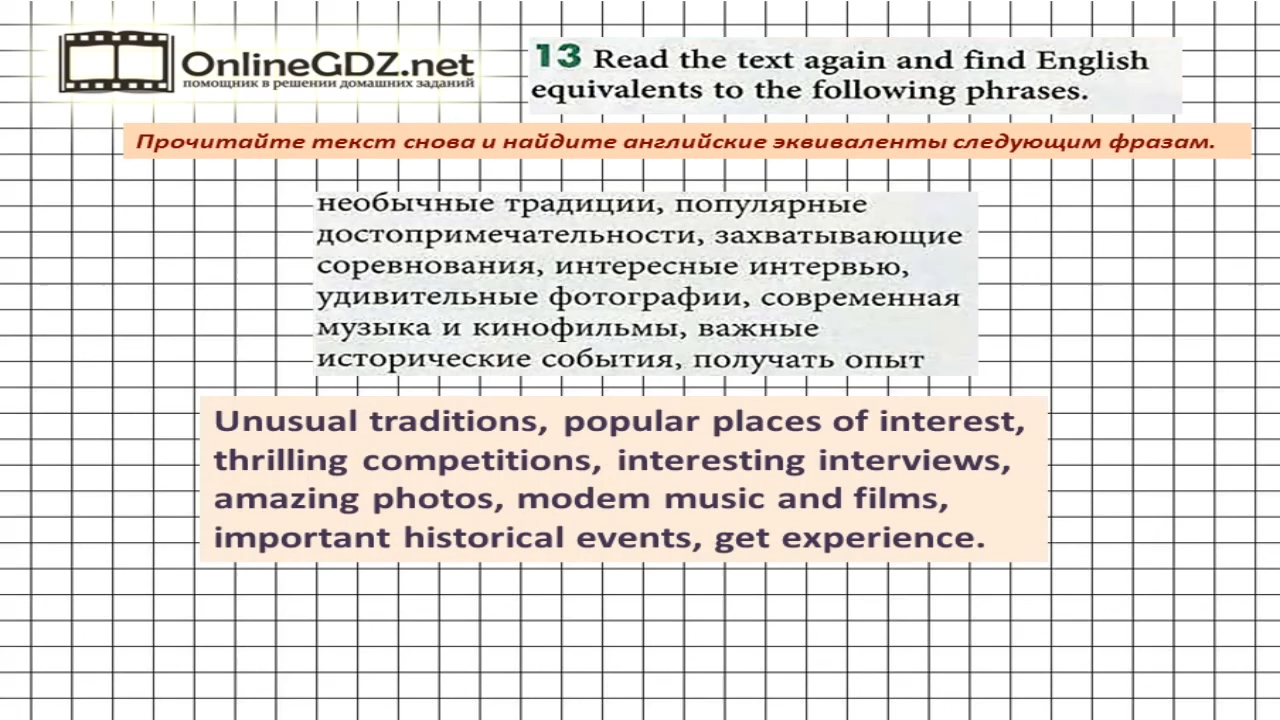 OnlineGDZ.net
помощник в решении домашних заданий
13 Read the text again and find English
equivalents to the following phrases.
Прочитайте текст снова и найдите английские эквиваленты следующим фразам.
необычные традиции, популярные
достопримечательности, захватывающие
соревнования, интересные интервью,
удивительные фотографии, современная
музыка и кинофильмы, важные
исторические события, получать опыт
Unusual traditions, popular places of interest,
thrilling competitions, interesting interviews,
amazing photos, modem music and films,
important historical events, get experience.